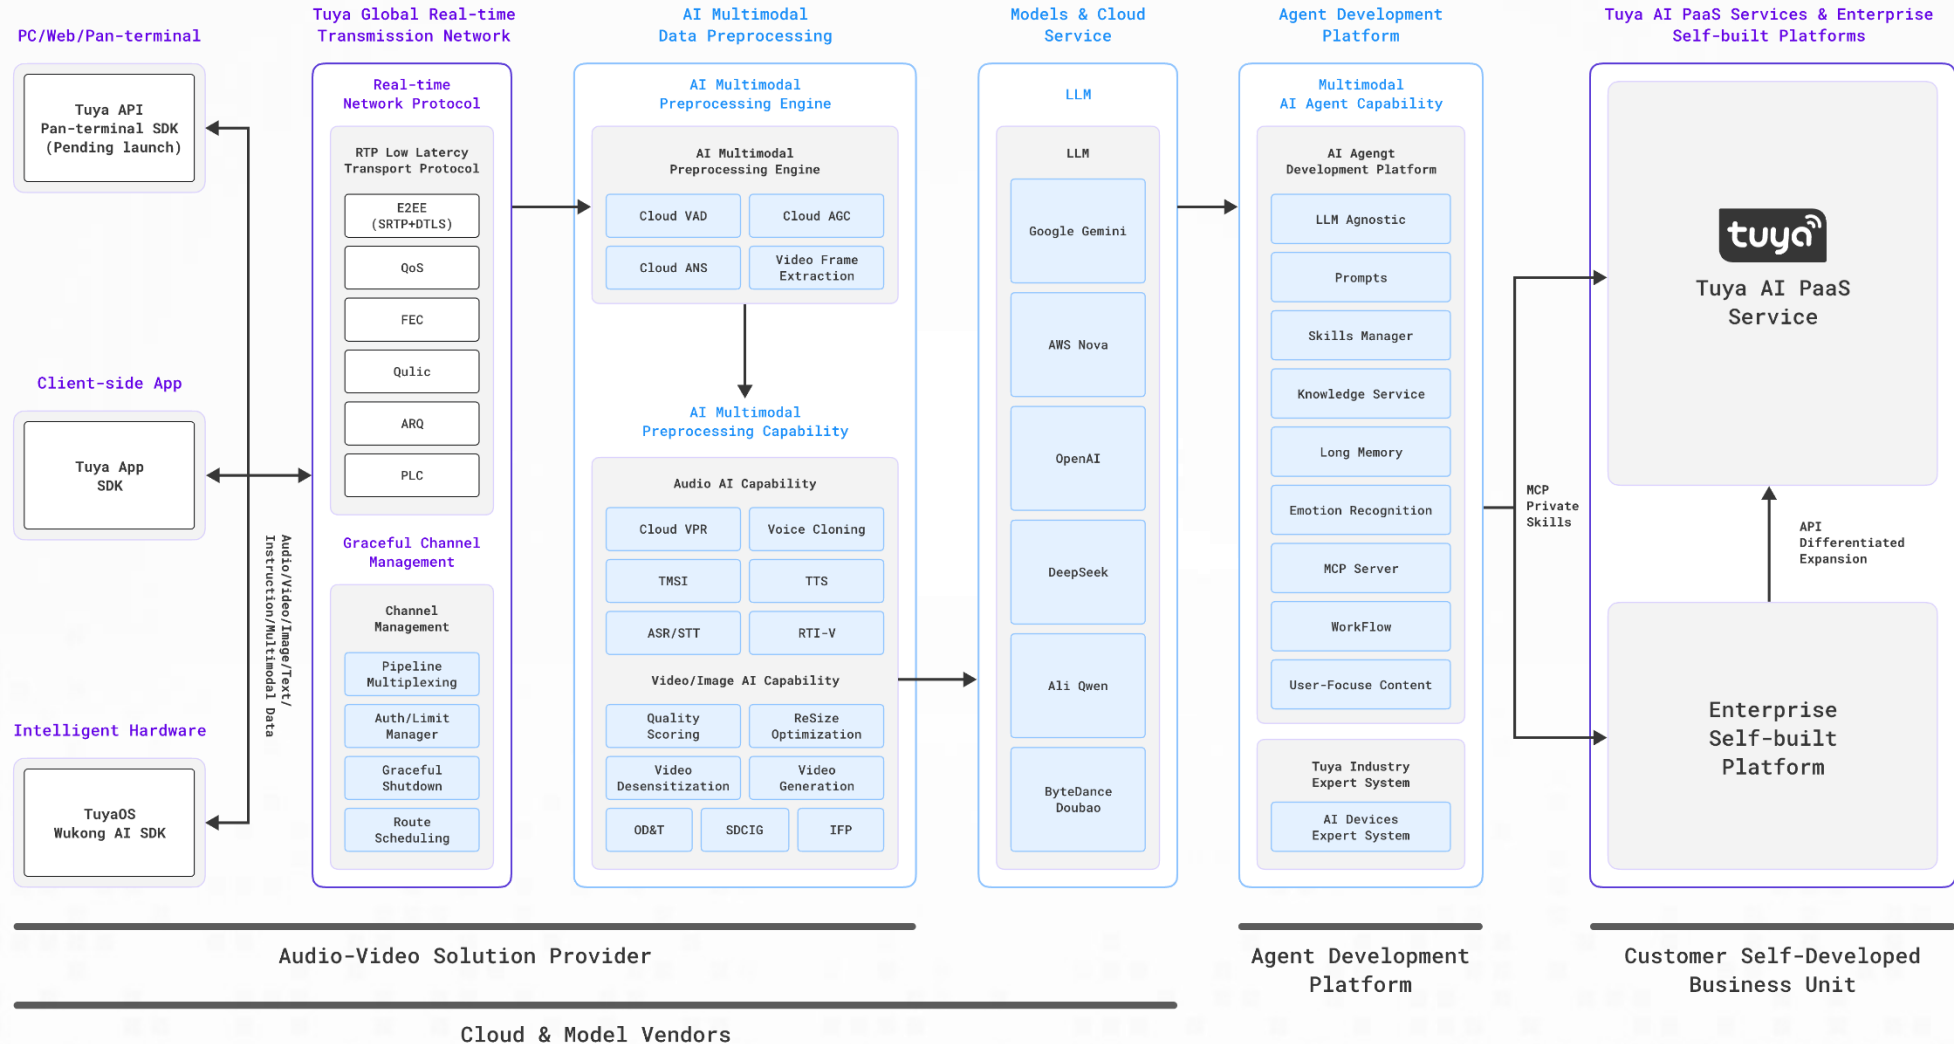 PC/Web/Pan-terminal
Tuya API
Pan-terminal SDK
(Pending launch)
Client-side App
Tuya App
SDK
Intelligent Hardware
TuyaOS
Wukong AI SDK
Audio/Video/Image/Text/
Instruction/Multimodal Data
Tuya Global Real-time
Transmission Network
Real-time
Network Protocol
RTP Low Latercy
Transport Protocol
E2EE
(SRTP+DTLS)
QoS
FEC
Qulic
ARQ
PLC
Graceful Channel
Management
Channel
Management
Pipeline
Multiplexing
Auth/Limit
Manager
Graceful
Shutdown
Route
Scheduling
AI Multimodal
Data Preprocessing
AI Multimodal
Preprocessing Engine
AI Multimodal
Preprocessing Engine
Cloud VAD
Cloud AGC
Cloud ANS
Video Frame
Extraction
AI Multimodal
Preprocessing Capability
Audio AI Capability
Cloud VPR
Voice Cloning
TMSI
TTS
ASR/STT
RTI-V
Video/Image AI Capability
Quality
Scoring
ReSize
Optimization
Video
Desensitization
Video
Generation
OD&T
SDCIG
IFP
Models & Cloud
Service
LLM
LLM
Google Gemini
AWS Nova
OpenAI
DeepSeek
Ali Qwen
ByteDance
Doubao
Agent Development
Platform
Multimodal
AI Agent Capability
AI Agengt
Development Platform
LLM Agnostic
Prompts
Skills Manager
Knowledge Service
Long Memory
Emotion Recognition
MCP Server
WorkFlow
User-Focuse Content
Tuya Industry
Expert System
AI Devices
Expert System
MCP
Private
Skills
Tuya AI PaaS Services & Enterprise
Self-built Platforms
tuya
Tuya AI PaaS
Service
API
Differentiated
Expansion
Enterprise
Self-built
Platform
Audio-Video Solution Provider
Agent Development
Platform
Customer Self-Developed
Business Unit
Cloud & Model Vendors